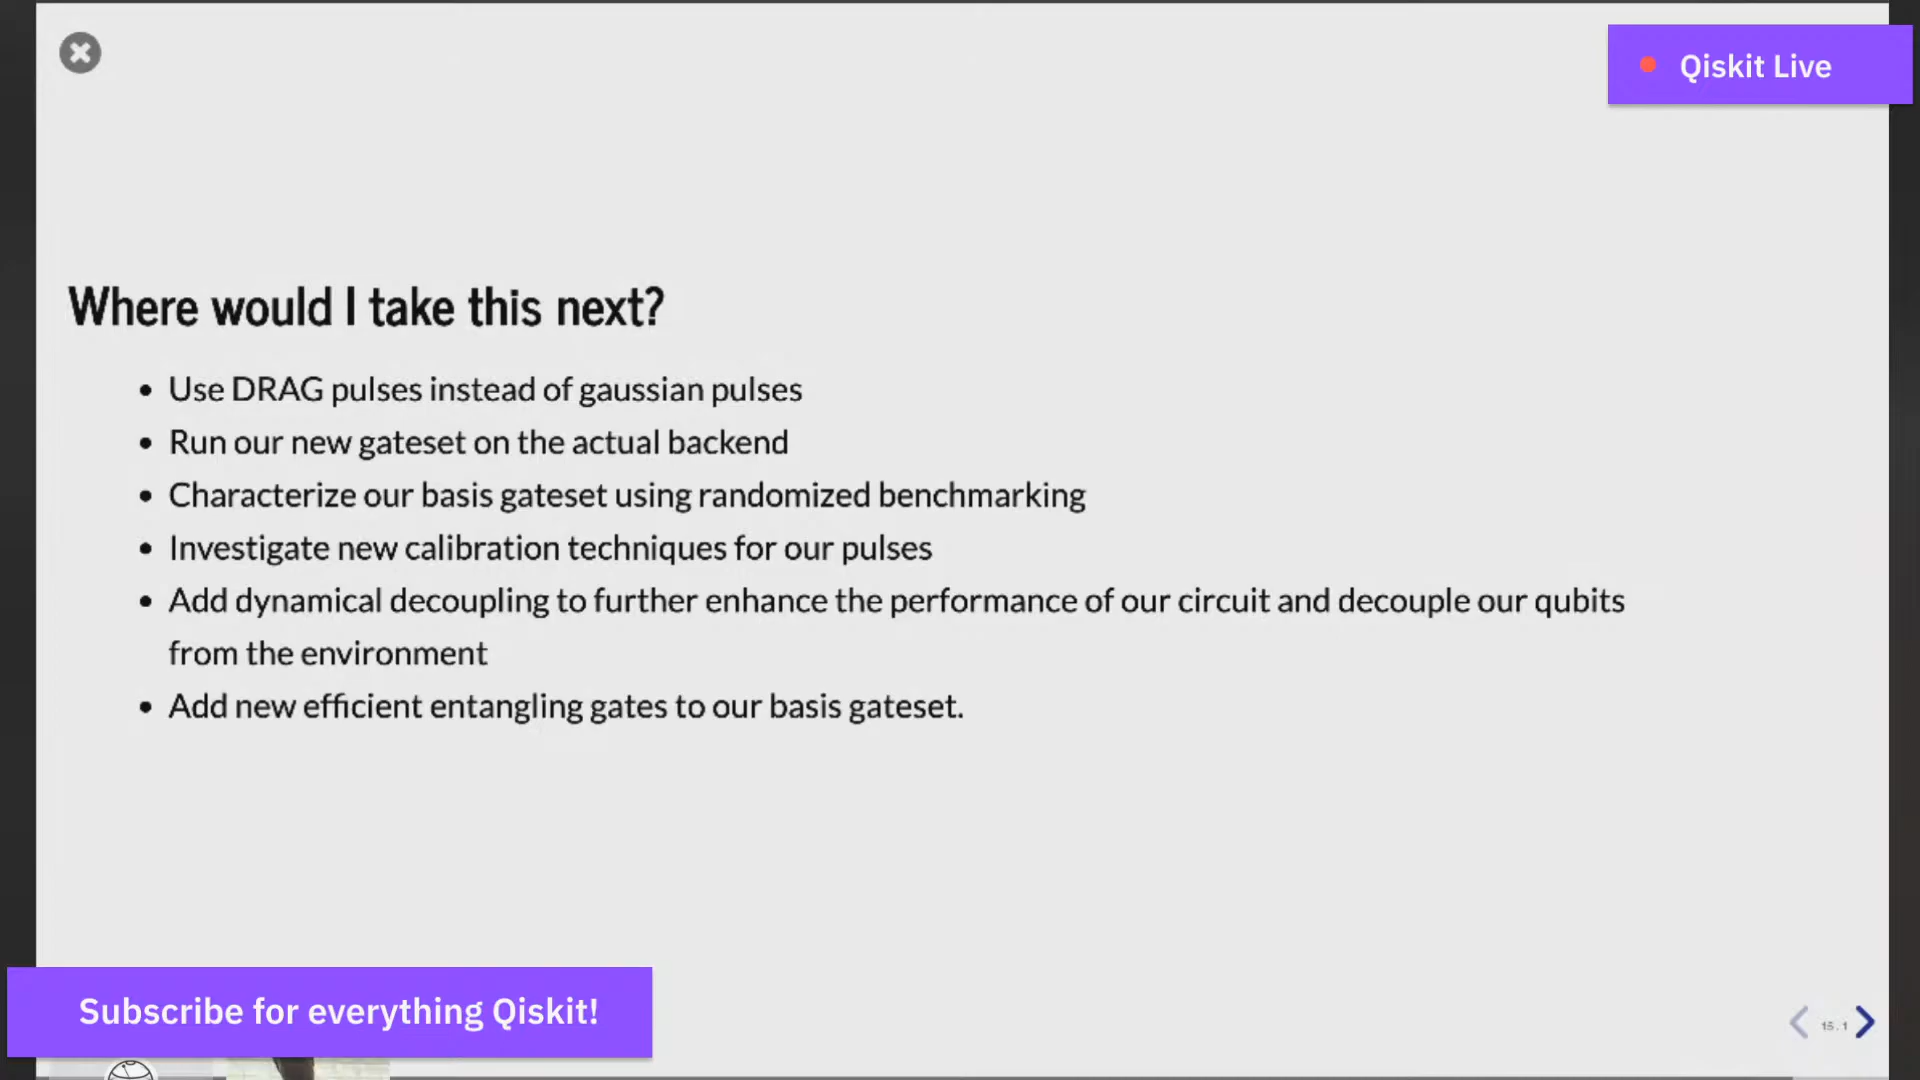 Qiskit Live
Where would I take this next?
• Use DRAG pulses instead of gaussian pulses
• Run our new gateset on the actual backend
• Characterize our basis gateset using randomized benchmarking
• Investigate new calibration techniques for our pulses
• Add dynamical decoupling to further enhance the performance of our circuit and decouple our qubits
from the environment
• Add new efficient entangling gates to our basis gateset.
Subscribe for everything Qiskit!
15.1